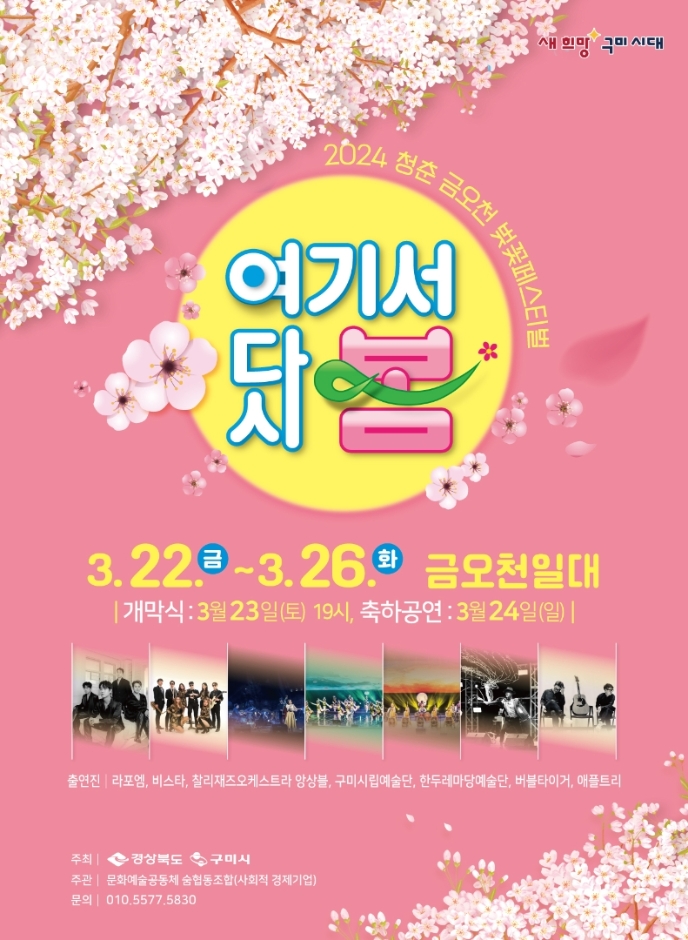 새 희망 구미 시대
2024 청춘 금오천 벚꽃페스티벌
여기서
다시 봄
3. 22. 금 ~ 3. 26. 화 금오천일대
| 개막식 : 3월 23일(토) 19시, 축하공연 : 3월 24일(일) |
출연진 | 라포엠, 비스타, 찰리재즈오케스트라 앙상블, 구미시립예술단, 한두레마당예술단, 버블타이거, 애플트리
주최 | 경상북도 구미시
주관 | 문화예술공동체 숨협동조합(사회적 경제기업)
문의 | 010.5577.5830